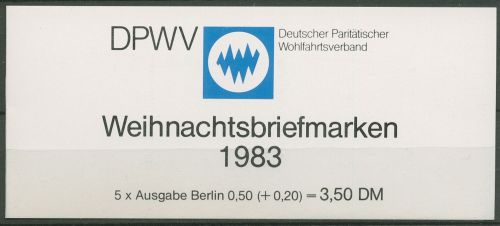 DPWV
Deutscher Paritätischer
Wohlfahrtsverband
Weihnachtsbriefmarken
1983
5 x Ausgabe Berlin 0,50 (+ 0,20) = 3,50 DM